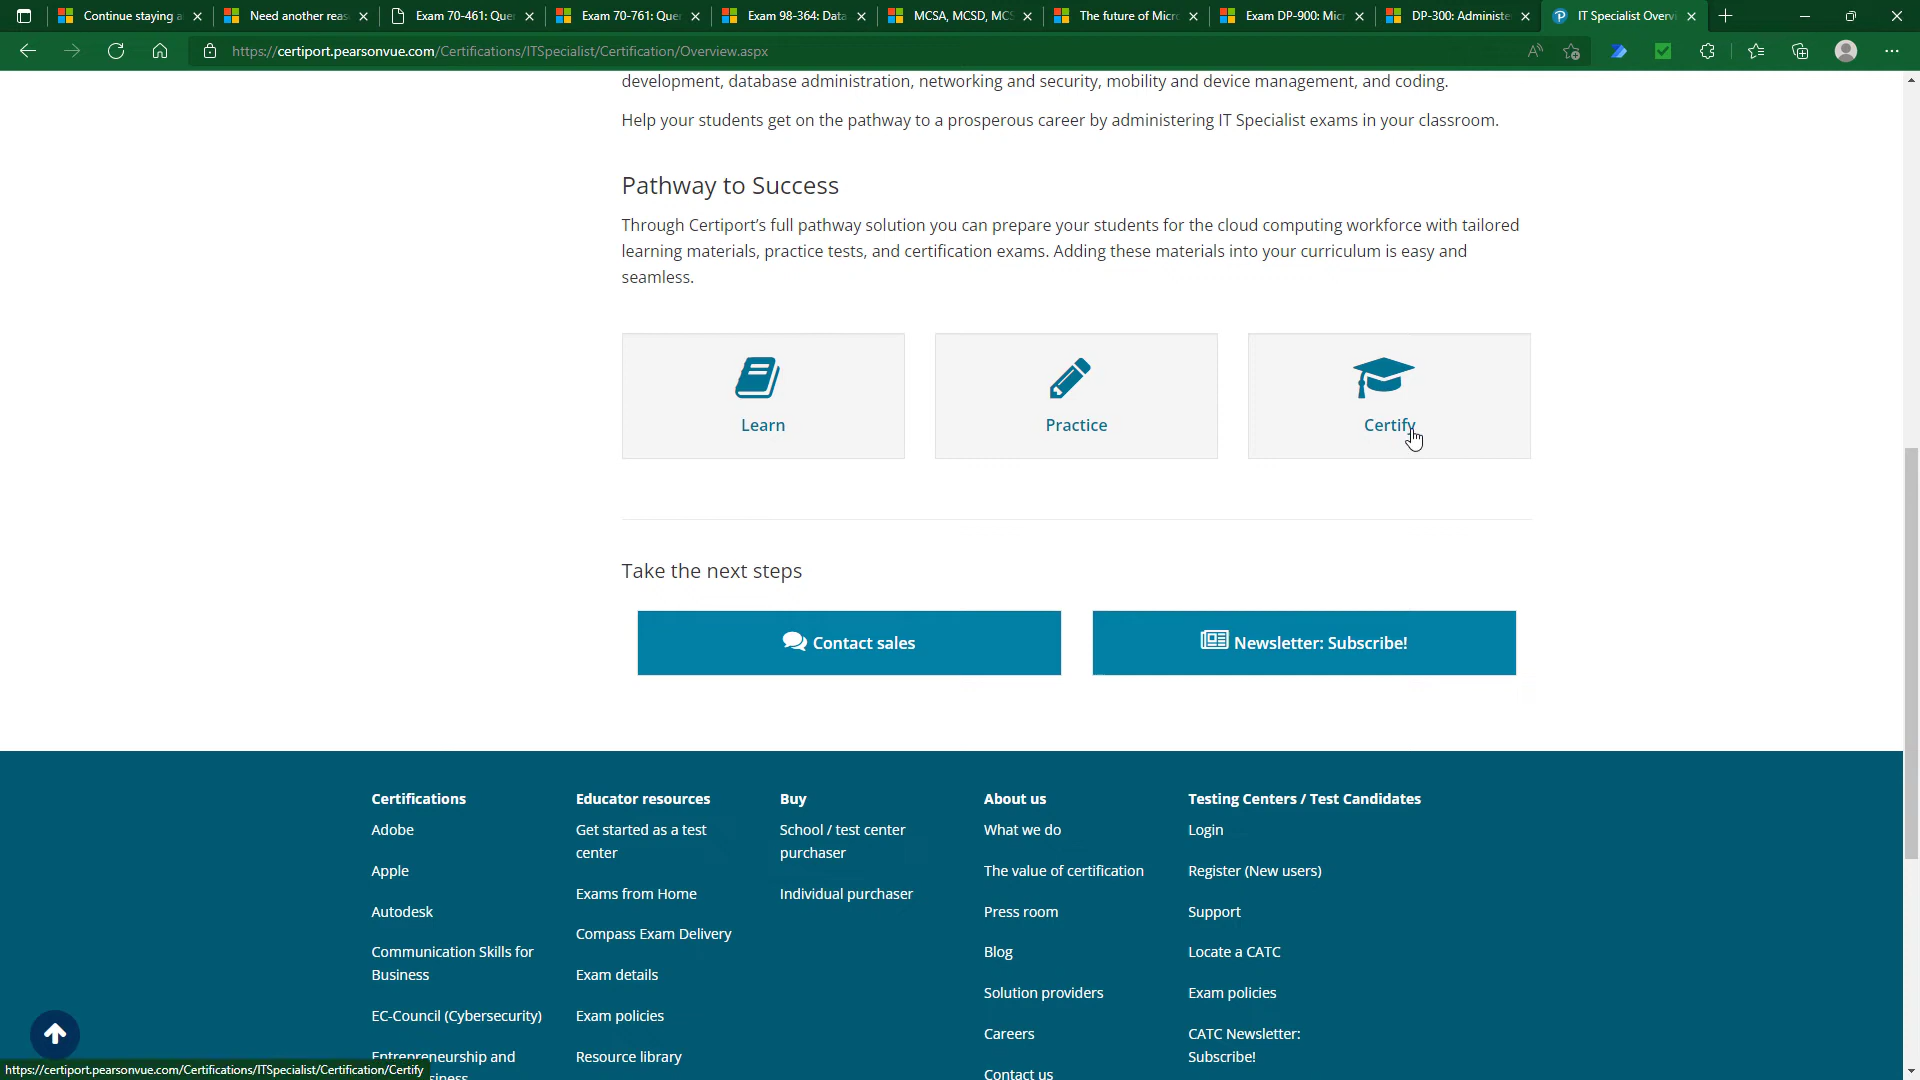 Continue staying a
Need another reas
Exam 70-461: Que
Exam 70-761: Que
Exam 98-364: Data
MCSA, MCSD, MCS
The future of Micr
Exam DP-900: Mic
DP-300: Administe
IT Specialist Overv
https://certiport.pearsonvue.com/Certifications/ITSpecialist/Certification/Overview.aspx
development, database administration, networking and security, mobility and device management, and coding.
Help your students get on the pathway to a prosperous career by administering IT Specialist exams in your classroom.
Pathway to Success
Through Certiport's full pathway solution you can prepare your students for the cloud computing workforce with tailored
learning materials, practice tests, and certification exams. Adding these materials into your curriculum is easy and
seamless.
Learn
Practice
Certify
Take the next steps
Contact sales
Newsletter: Subscribe!
Certifications
Adobe
Apple
Autodesk
Communication Skills for
Business
EC-Council (Cybersecurity)
Entrepreneurship and
Educator resources
Get started as a test
center
Exams from Home
Compass Exam Delivery
Exam details
Exam policies
Resource library
Buy
School / test center
purchaser
Individual purchaser
About us
What we do
The value of certification
Press room
Blog
Solution providers
Careers
Contact us
Testing Centers / Test Candidates
Login
Register (New users)
Support
Locate a CATC
Exam policies
CATC Newsletter:
Subscribe!
https://certiport.pearsonvue.com/Certifications/ITSpecialist/Certification/Certify